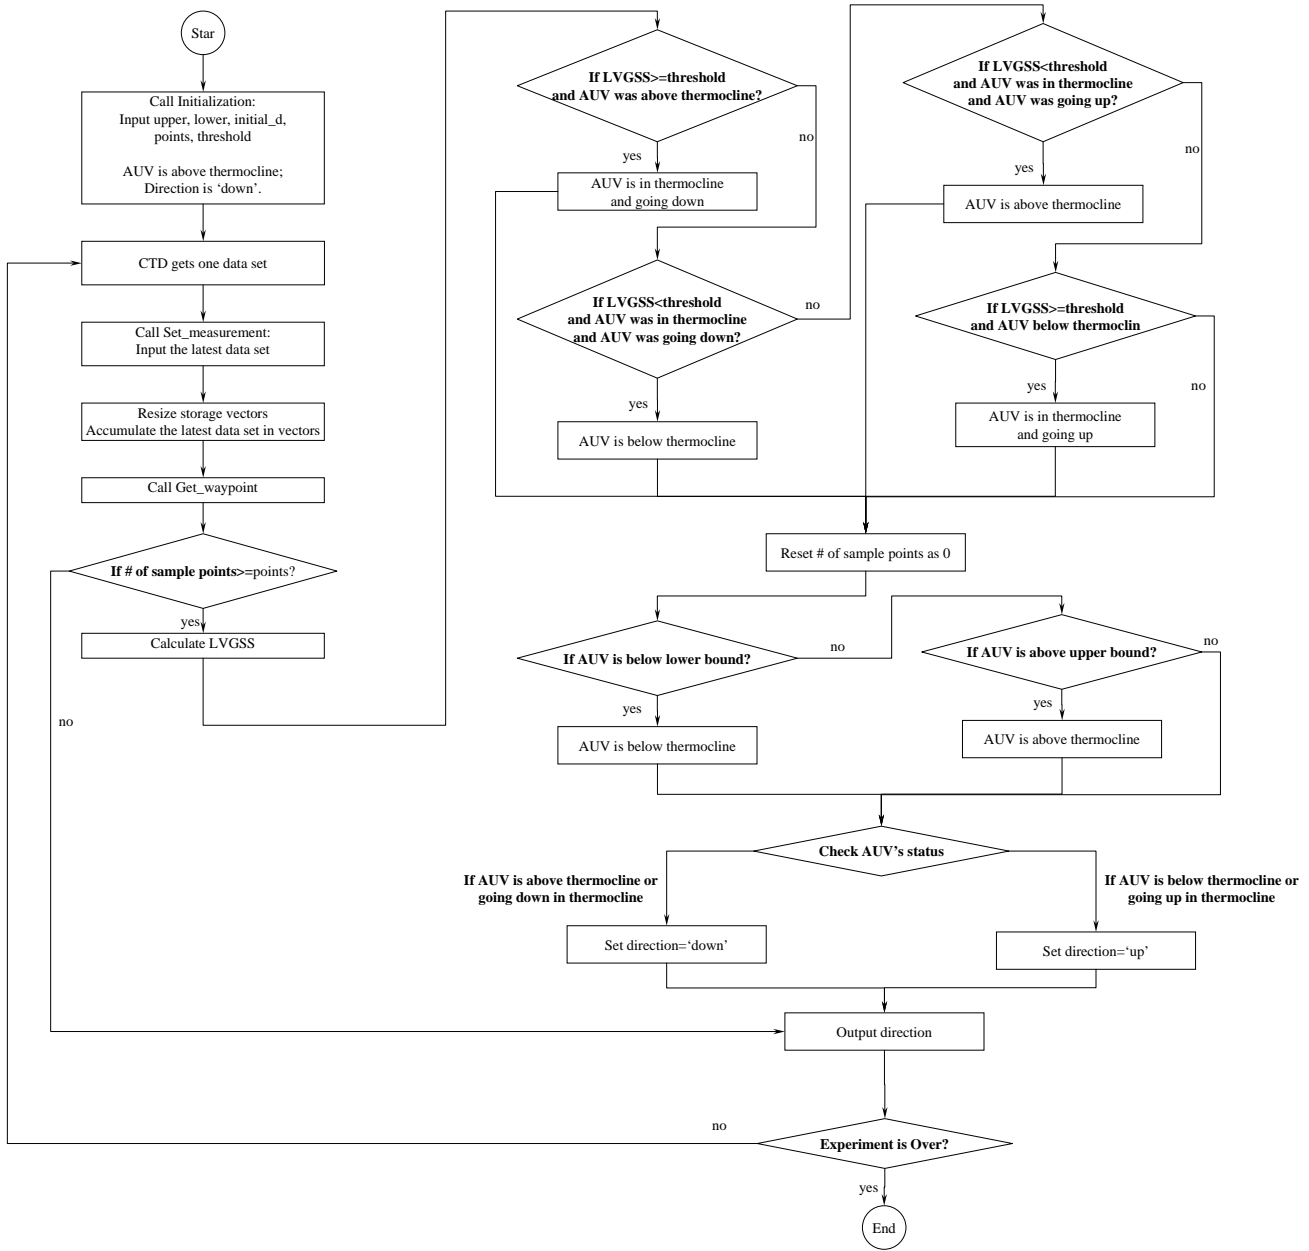 Star
Call Initialization:
Input upper, lower, initial_d,
points, threshold
AUV is above thermocline;
Direction is ‘down’.
CTD gets one data set
Call Set_measurement:
Input the latest data set
Resize storage vectors
Accumulate the latest data set in vectors
Call Get_waypoint
If # of sample points>=points?
yes
Calculate LVGSS
no
If LVGSS>=threshold
and AUV was above thermocline?
no
yes
AUV is in thermocline
and going down
If LVGSS<threshold
and AUV was in thermocline
and AUV was going down?
no
yes
AUV is below thermocline
If LVGSS<threshold
and AUV was in thermocline
and AUV was going up?
no
yes
AUV is above thermocline
If LVGSS>=threshold
and AUV below thermoclin
no
yes
AUV is in thermocline
and going up
Reset # of sample points as 0
If AUV is below lower bound?
no
yes
AUV is below thermocline
If AUV is above upper bound?
no
yes
AUV is above thermocline
Check AUV's status
If AUV is above thermocline or
going down in thermocline
If AUV is below thermocline or
going up in thermocline
Set direction=‘down’
Set direction=‘up’
Output direction
no
Experiment is Over?
yes
End